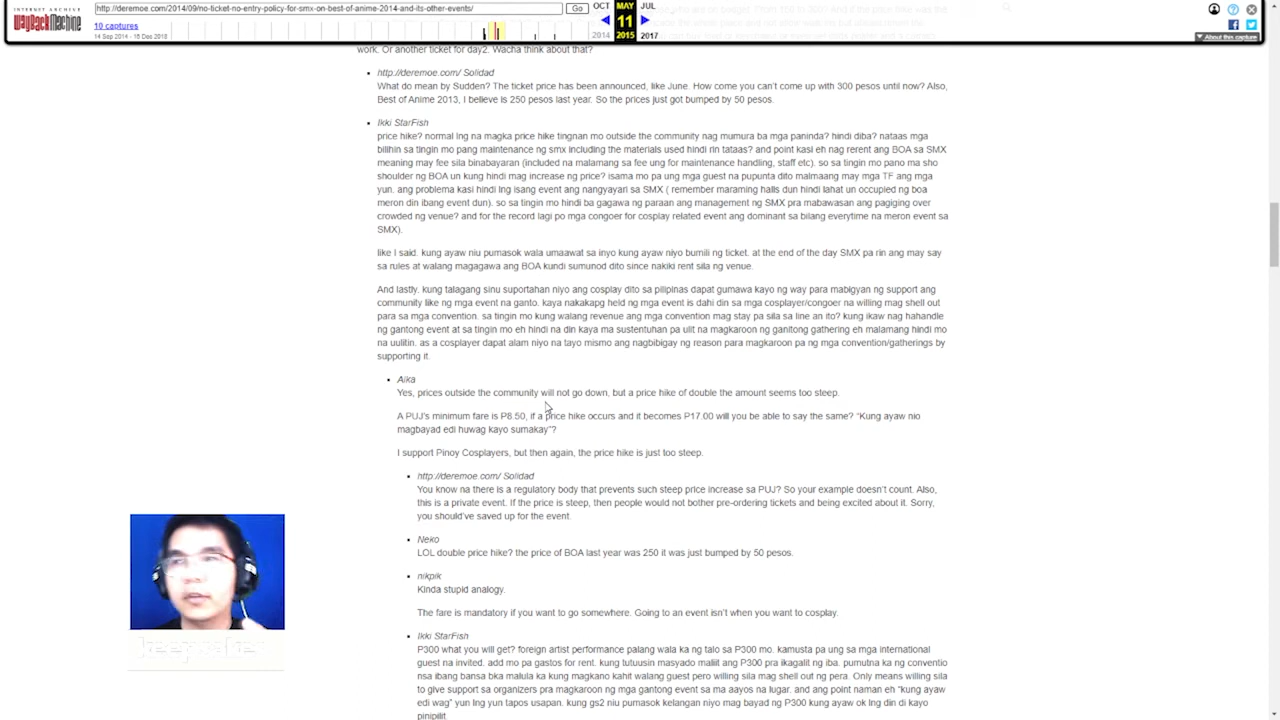 INTERNET ARCHIVE
WayBackMachine
http://deremoe.com/2014/09/no-ticket-no-entry-policy-for-smx-on-best-of-anime-2014-and-its-other-events/
Go
OCT MAY JUL
10 captures
11
14 Sep 2014 - 15 Dec 2018
2014 2015 2017
About this capture
work. Or another ticket for day2. Wacha think about that?
http://deremoe.com/ Solidad
What do mean by Sudden? The ticket price has been announced, like June. How come you can't come up with 300 pesos until now? Also,
Best of Anime 2013, I believe is 250 pesos last year. So the prices just got bumped by 50 pesos.
Ikki StarFish
price hike? normal lng na magka price hike tingnan mo outside the community nag mumura ba mga paninda? hindi diba? nataas mga
bilihin sa tingin mo pang maintenance ng smx including the materials used hindi rin tataas? and point kasi eh nag rerent ang BOA sa SMX
meaning may fee sila binabayaran (included na malamang sa fee ung for maintenance handling, staff etc). so sa tingin mo pano ma sho
shoulder ng BOA un kung hindi mag increase ng price? isama mo pa ung mga guest na pupunta dito malmaang may mga TF ang mga
yun. ang problema kasi hindi lng isang event ang nangyayari sa SMX ( remember maraming halls dun hindi lahat un occupied ng boa
meron din ibang event dun). so sa tingin mo hindi ba gagawa ng paraan ang management ng SMX pra mabawasan ang pagiging over
crowded ng venue? and for the record lagi po mga congoer for cosplay related event ang dominant sa bilang everytime na meron event sa
SMX).
like I said. kung ayaw niu pumasok wala umaawat sa inyo kung ayaw niyo bumili ng ticket. at the end of the day SMX pa rin ang may say
sa rules at walang magagawa ang BOA kundi sumunod dito since nakiki rent sila ng venue.
And lastly. kung talagang sinu suportahan niyo ang cosplay dito sa pilipinas dapat gumawa kayo ng way para mabigyan ng support ang
community like ng mga event na ganto. kaya nakakapg held ng mga event is dahi din sa mga cosplayer/congoer na willing mag shell out
para sa mga convention. sa tingin mo kung walang revenue ang mga convention mag stay pa sila sa line an ito? kung ikaw nag hahandle
ng gantong event at sa tingin mo eh hindi na din kaya ma sustentuhan pa ulit na magkaroon ng ganitong gathering eh malamang hindi mo
na uulitin. as a cosplayer dapat alam niyo na tayo mismo ang nagbibigay ng reason para magkaroon pa ng mga convention/gatherings by
supporting it.
Aika
Yes, prices outside the community will not go down, but a price hike of double the amount seems too steep.
A PUJ's minimum fare is P8.50, if a price hike occurs and it becomes P17.00 will you be able to say the same? "Kung ayaw nio
magbayad edi huwag kayo sumakay"?
I support Pinoy Cosplayers, but then again, the price hike is just too steep.
http://deremoe.com/ Solidad
You know na there is a regulatory body that prevents such steep price increase sa PUJ? So your example doesn't count. Also,
this is a private event. If the price is steep, then people would not bother pre-ordering tickets and being excited about it. Sorry,
you should've saved up for the event.
Neko
LOL double price hike? the price of BOA last year was 250 it was just bumped by 50 pesos.
nikpik
Kinda stupid analogy.
The fare is mandatory if you want to go somewhere. Going to an event isn't when you want to cosplay.
Ikki StarFish
P300 what you will get? foreign artist performance palang wala ka ng talo sa P300 mo. kamusta pa ung sa mga international
guest na invited. add mo pa gastos for rent. kung tutuusin masyado maliit ang P300 pra ikagalit ng iba. pumutna ka ng conventio
nsa ibang bansa bka malula ka kung magkano kahit walang guest pero willing sila mag shell out ng pera. Only means willing sila
to give support sa organizers pra magkaroon ng mga gantong event sa ma aayos na lugar. and ang point naman eh "kung ayaw
edi wag" yun lng yun tapos usapan. kung gs2 niu pumasok kelangan niyo mag bayad ng P300 kung ayaw ok lng din di kayo
pinipilit.